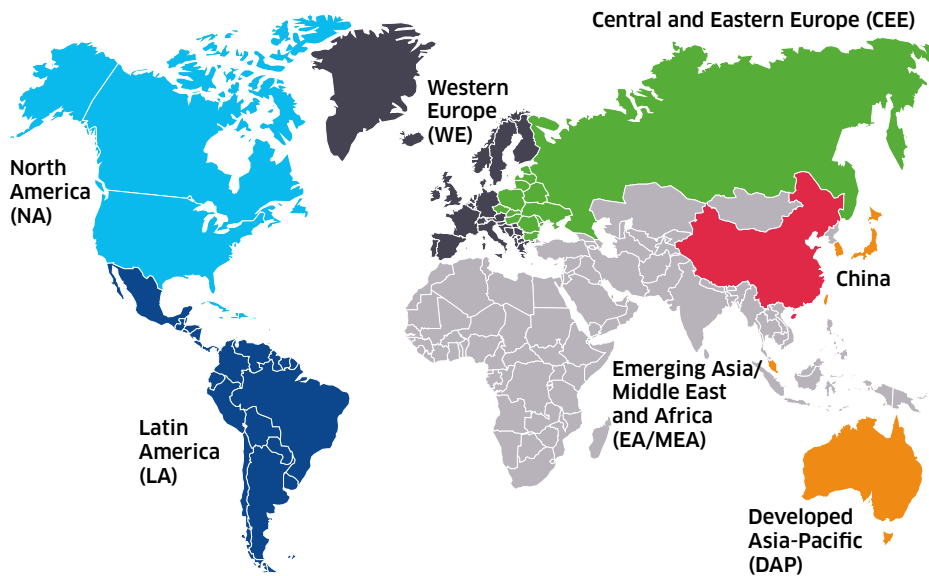 Central and Eastern Europe (CEE)
Western
Europe
(WE)
North
America
(NA)
China
Emerging Asia/
Middle East
and Africa
(EA/MEA)
Latin
America
(LA)
Developed
Asia-Pacific
(DAP)